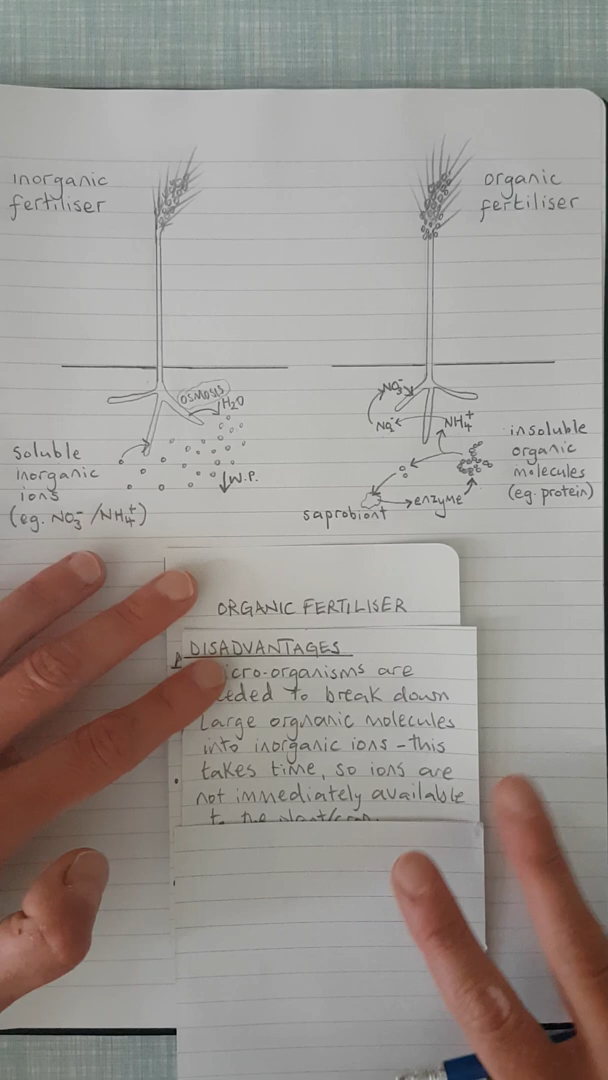 inorganic
fertiliser
organic
fertiliser
OSMOSIS
H₂O
soluble
inorganic
ions
(eg. NO₃⁻/NH₄⁺)
↓W.P.
NO₃⁻
NO₂⁻
NH₄⁺
insoluble
organic
molecules
(eg. protein)
saprobiont
enzyme
ORGANIC FERTILISER
DISADVANTAGES
icro-organisms are
eded to break down
Large orgnanic molecules
into inorganic ions - this
takes time, so ions are
not immediately available